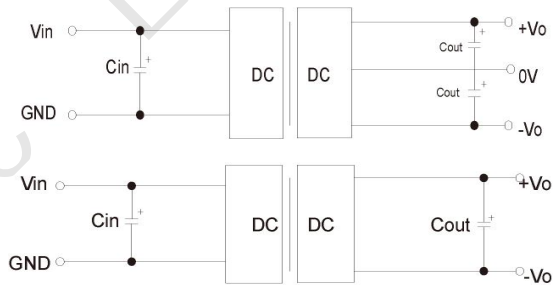 Vin
+Vo
Cout
+
Cin
+
DC
DC
0V
Cout
+
GND
-Vo
Vin
+Vo
Cin
+
DC
DC
Cout
+
GND
-Vo